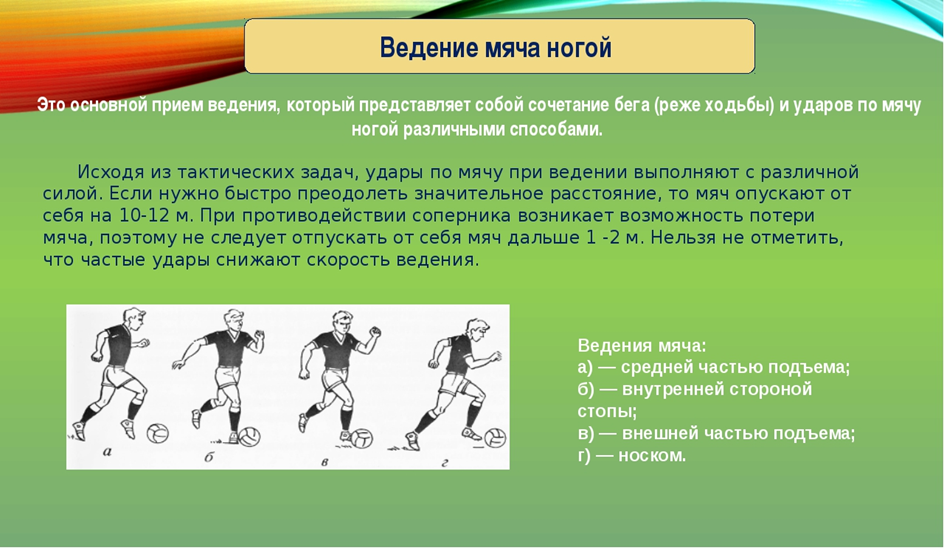 Ведение мяча ногой
Это основной прием ведения, который представляет собой сочетание бега (реже ходьбы) и ударов по мячу
ногой различными способами.
Исходя из тактических задач, удары по мячу при ведении выполняют с различной
силой. Если нужно быстро преодолеть значительное расстояние, то мяч опускают от
себя на 10-12 м. При противодействии соперника возникает возможность потери
мяча, поэтому не следует отпускать от себя мяч дальше 1 -2 м. Нельзя не отметить,
что частые удары снижают скорость ведения.
а б в г
Ведения мяча:
а) — средней частью подъема;
б) — внутренней стороной
стопы;
в) — внешней частью подъема;
г) — носком.